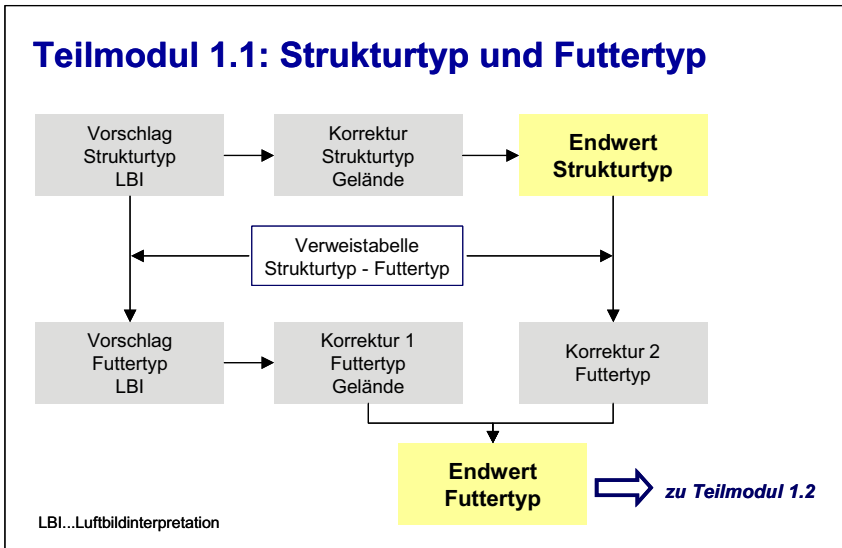 Teilmodul 1.1: Strukturtyp und Futtertyp
Vorschlag
Strukturtyp
LBI
Korrektur
Strukturtyp
Gelände
Endwert
Strukturtyp
Verweistabelle
Strukturtyp - Futtertyp
Vorschlag
Futtertyp
LBI
Korrektur 1
Futtertyp
Gelände
Korrektur 2
Futtertyp
Endwert
Futtertyp
zu Teilmodul 1.2
LBI...Luftbildinterpretation